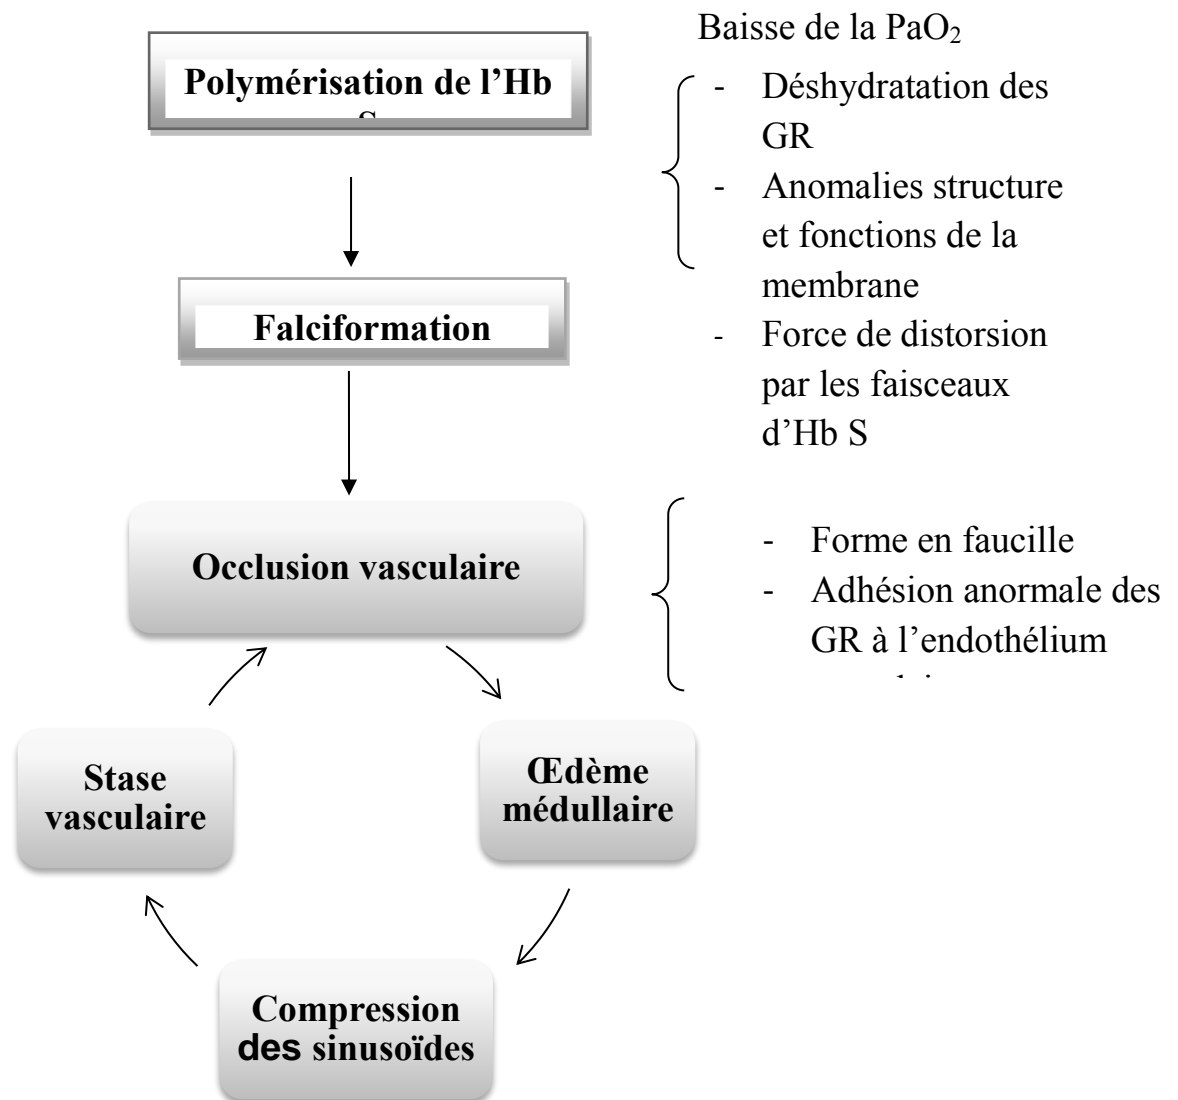 Baisse de la PaO₂
Polymérisation de l'Hb
- Déshydratation des
GR
- Anomalies structure
et fonctions de la
membrane
- Force de distorsion
par les faisceaux
d'Hb S
Falciformation
Occlusion vasculaire
- Forme en faucille
- Adhésion anormale des
GR à l'endothélium
Stase
vasculaire
Œdème
médullaire
Compression
des sinusoïdes